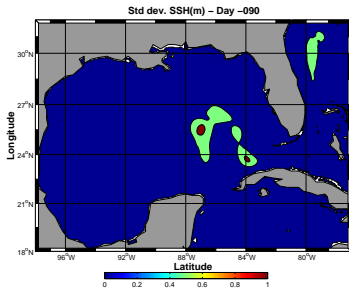 Std dev. SSH(m) – Day –090
Longitude
30°N
27°N
24°N
21°N
18°N
96°W
92°W
88°W
84°W
80°W
Latitude
0 0.2 0.4 0.6 0.8 1